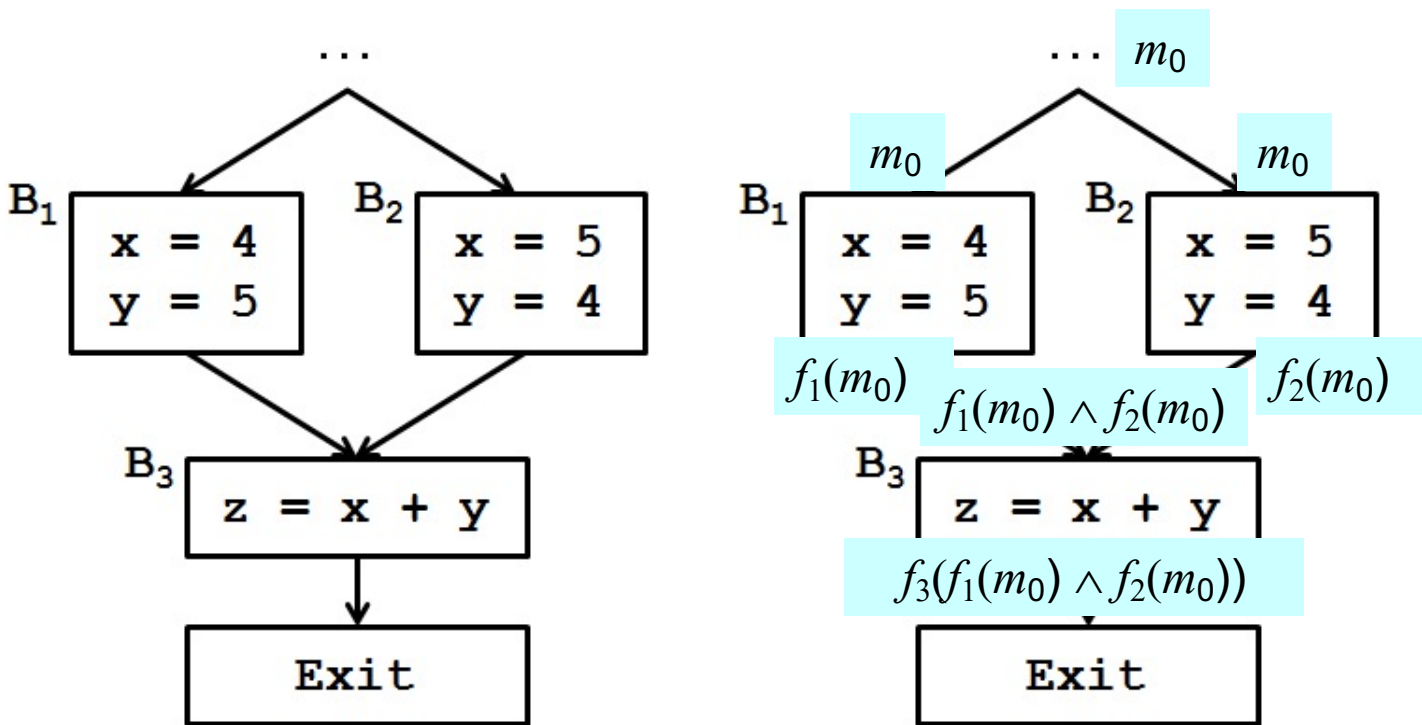 ...
B1
x = 4
y = 5
B2
x = 5
y = 4
B3
z = x + y
Exit
... m0
m0
m0
B1
x = 4
y = 5
B2
x = 5
y = 4
f1(m0)
f2(m0)
f1(m0) ∧ f2(m0)
B3
z = x + y
f3(f1(m0) ∧ f2(m0))
Exit